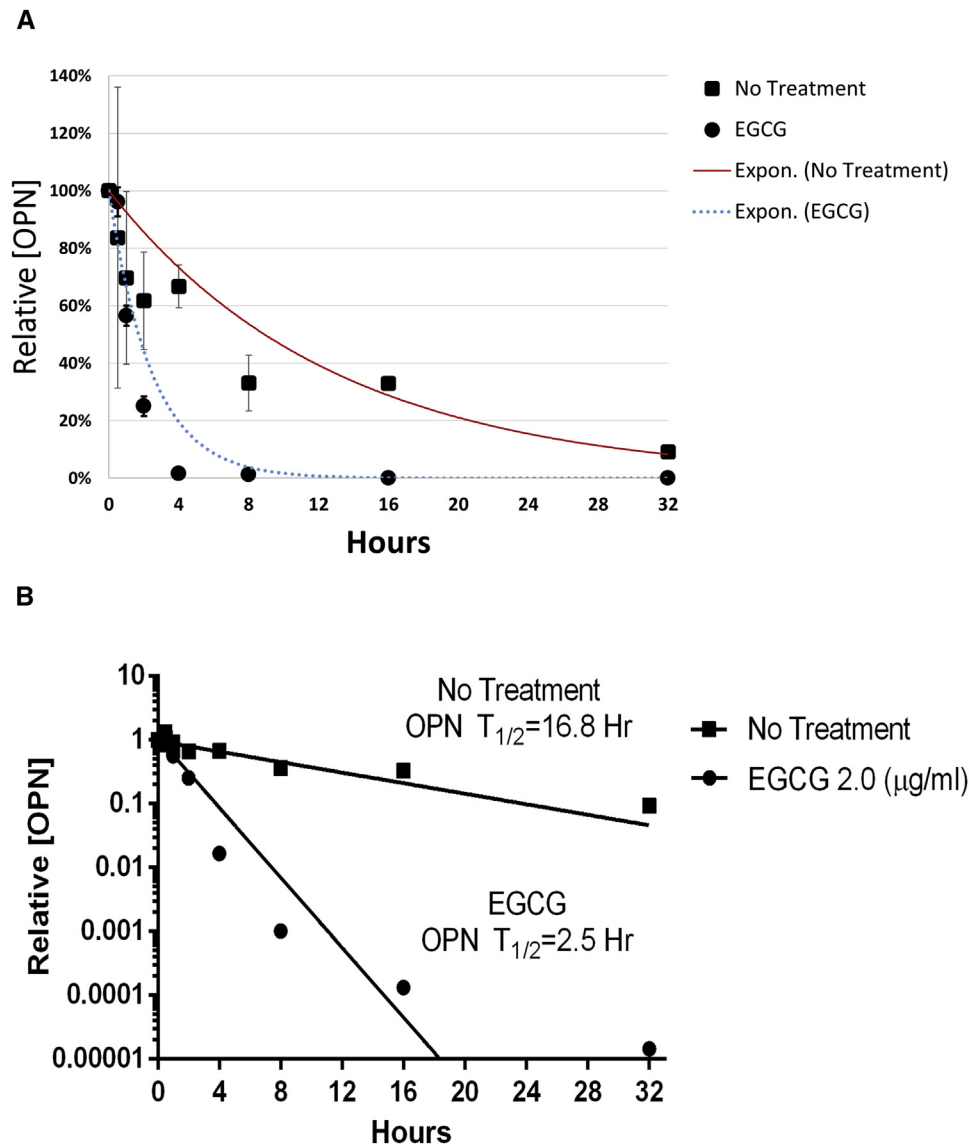 A
140%
120%
100%
80%
60%
40%
20%
0%
Relative [OPN]
0 4 8 12 16 20 24 28 32
Hours
No Treatment
EGCG
Expon. (No Treatment)
Expon. (EGCG)
B
10
1
0.1
0.01
0.001
0.0001
0.00001
Relative [OPN]
No Treatment
OPN T1/2=16.8 Hr
EGCG
OPN T1/2=2.5 Hr
0 4 8 12 16 20 24 28 32
Hours
No Treatment
EGCG 2.0 (μg/ml)